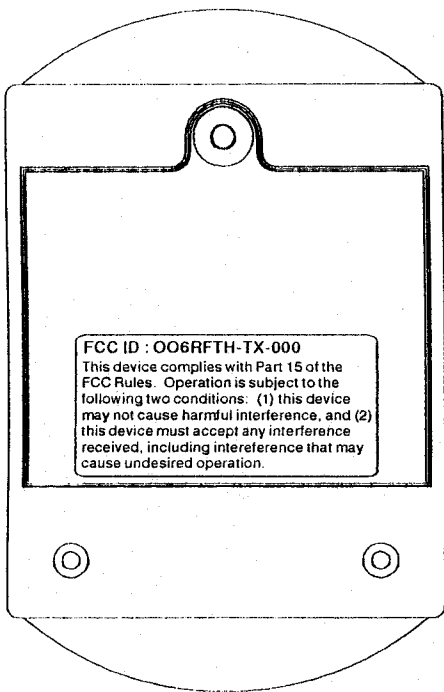 FCC ID : OO6RFTH-TX-000
This device complies with Part 15 of the
FCC Rules. Operation is subject to the
following two conditions: (1) this device
may not cause harmful interference, and (2)
this device must accept any interference
received, including intereference that may
cause undesired operation.